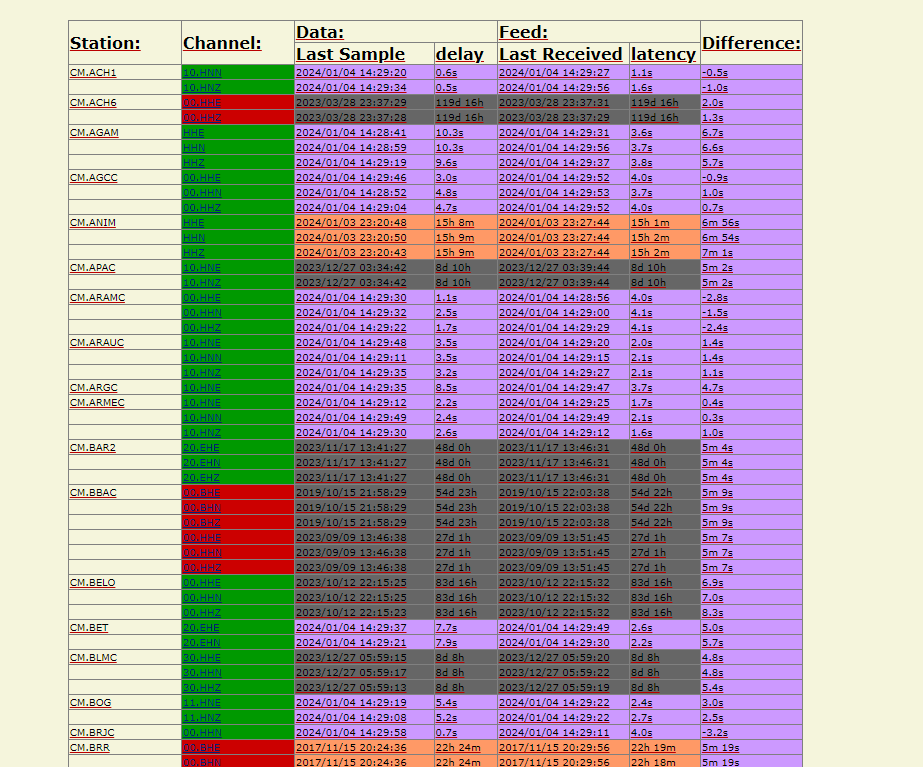 Station: Channel: Data: Feed: Difference:
Last Sample delay Last Received latency
CM.ACH1 10.HNN 2024/01/04 14:29:20 0.6s 2024/01/04 14:29:27 1.1s -0.5s
10.HNZ 2024/01/04 14:29:34 0.5s 2024/01/04 14:29:56 1.6s -1.0s
CM.ACH6 00.HHE 2023/03/28 23:37:29 119d 16h 2023/03/28 23:37:31 119d 16h 2.0s
00.HHZ 2023/03/28 23:37:28 119d 16h 2023/03/28 23:37:29 119d 16h 1.3s
CM.AGAM HHE 2024/01/04 14:28:41 10.3s 2024/01/04 14:29:31 3.6s 6.7s
HHN 2024/01/04 14:28:59 10.3s 2024/01/04 14:29:56 3.7s 6.6s
HHZ 2024/01/04 14:29:19 9.6s 2024/01/04 14:29:37 3.8s 5.7s
CM.AGCC 00.HHE 2024/01/04 14:29:46 3.0s 2024/01/04 14:29:52 4.0s -0.9s
00.HHN 2024/01/04 14:28:52 4.8s 2024/01/04 14:29:53 3.7s 1.0s
00.HHZ 2024/01/04 14:29:04 4.7s 2024/01/04 14:29:52 4.0s 0.7s
CM.ANIM HHE 2024/01/03 23:20:48 15h 8m 2024/01/03 23:27:44 15h 1m 6m 56s
HHN 2024/01/03 23:20:50 15h 9m 2024/01/03 23:27:44 15h 2m 6m 54s
HHZ 2024/01/03 23:20:43 15h 9m 2024/01/03 23:27:44 15h 2m 7m 1s
CM.APAC 10.HNE 2023/12/27 03:34:42 8d 10h 2023/12/27 03:39:44 8d 10h 5m 2s
10.HNZ 2023/12/27 03:34:42 8d 10h 2023/12/27 03:39:44 8d 10h 5m 2s
CM.ARAMC 00.HHE 2024/01/04 14:29:30 1.1s 2024/01/04 14:28:56 4.0s -2.8s
00.HHN 2024/01/04 14:29:32 2.5s 2024/01/04 14:29:00 4.1s -1.5s
00.HHZ 2024/01/04 14:29:22 1.7s 2024/01/04 14:29:29 4.1s -2.4s
CM.ARAUC 10.HNE 2024/01/04 14:29:48 3.5s 2024/01/04 14:29:20 2.0s 1.4s
10.HNN 2024/01/04 14:29:11 3.5s 2024/01/04 14:29:15 2.1s 1.4s
10.HNZ 2024/01/04 14:29:35 3.2s 2024/01/04 14:29:27 2.1s 1.1s
CM.ARGC 10.HNE 2024/01/04 14:29:35 8.5s 2024/01/04 14:29:47 3.7s 4.7s
CM.ARMEC 10.HNE 2024/01/04 14:29:12 2.2s 2024/01/04 14:29:25 1.7s 0.4s
10.HNN 2024/01/04 14:29:49 2.4s 2024/01/04 14:29:49 2.1s 0.3s
10.HNZ 2024/01/04 14:29:30 2.6s 2024/01/04 14:29:12 1.6s 1.0s
CM.BAR2 20.EHE 2023/11/17 13:41:27 48d 0h 2023/11/17 13:46:31 48d 0h 5m 4s
20.EHN 2023/11/17 13:41:27 48d 0h 2023/11/17 13:46:31 48d 0h 5m 4s
20.EHZ 2023/11/17 13:41:27 48d 0h 2023/11/17 13:46:31 48d 0h 5m 4s
CM.BBAC 00.BHE 2019/10/15 21:58:29 54d 23h 2019/10/15 22:03:38 54d 22h 5m 9s
00.BHN 2019/10/15 21:58:29 54d 23h 2019/10/15 22:03:38 54d 22h 5m 9s
00.BHZ 2019/10/15 21:58:29 54d 23h 2019/10/15 22:03:38 54d 22h 5m 9s
00.HHE 2023/09/09 13:46:38 27d 1h 2023/09/09 13:51:45 27d 1h 5m 7s
00.HHN 2023/09/09 13:46:38 27d 1h 2023/09/09 13:51:45 27d 1h 5m 7s
00.HHZ 2023/09/09 13:46:38 27d 1h 2023/09/09 13:51:45 27d 1h 5m 7s
CM.BELO 00.HHE 2023/10/12 22:15:25 83d 16h 2023/10/12 22:15:32 83d 16h 6.9s
00.HHN 2023/10/12 22:15:25 83d 16h 2023/10/12 22:15:32 83d 16h 7.0s
00.HHZ 2023/10/12 22:15:23 83d 16h 2023/10/12 22:15:32 83d 16h 8.3s
CM.BET 20.EHE 2024/01/04 14:29:37 7.7s 2024/01/04 14:29:49 2.6s 5.0s
20.EHN 2024/01/04 14:29:21 7.9s 2024/01/04 14:29:30 2.2s 5.7s
CM.BLMC 30.HHE 2023/12/27 05:59:15 8d 8h 2023/12/27 05:59:20 8d 8h 4.8s
30.HHN 2023/12/27 05:59:17 8d 8h 2023/12/27 05:59:22 8d 8h 4.8s
30.HHZ 2023/12/27 05:59:13 8d 8h 2023/12/27 05:59:19 8d 8h 5.4s
CM.BOG 11.HNE 2024/01/04 14:29:19 5.4s 2024/01/04 14:29:22 2.4s 3.0s
11.HNZ 2024/01/04 14:29:08 5.2s 2024/01/04 14:29:22 2.7s 2.5s
CM.BRJC 00.HHN 2024/01/04 14:29:58 0.7s 2024/01/04 14:29:11 4.0s -3.2s
CM.BRR 00.BHE 2017/11/15 20:24:36 22h 24m 2017/11/15 20:29:56 22h 19m 5m 19s
00.BHN 2017/11/15 20:24:36 22h 24m 2017/11/15 20:29:56 22h 18m 5m 19s